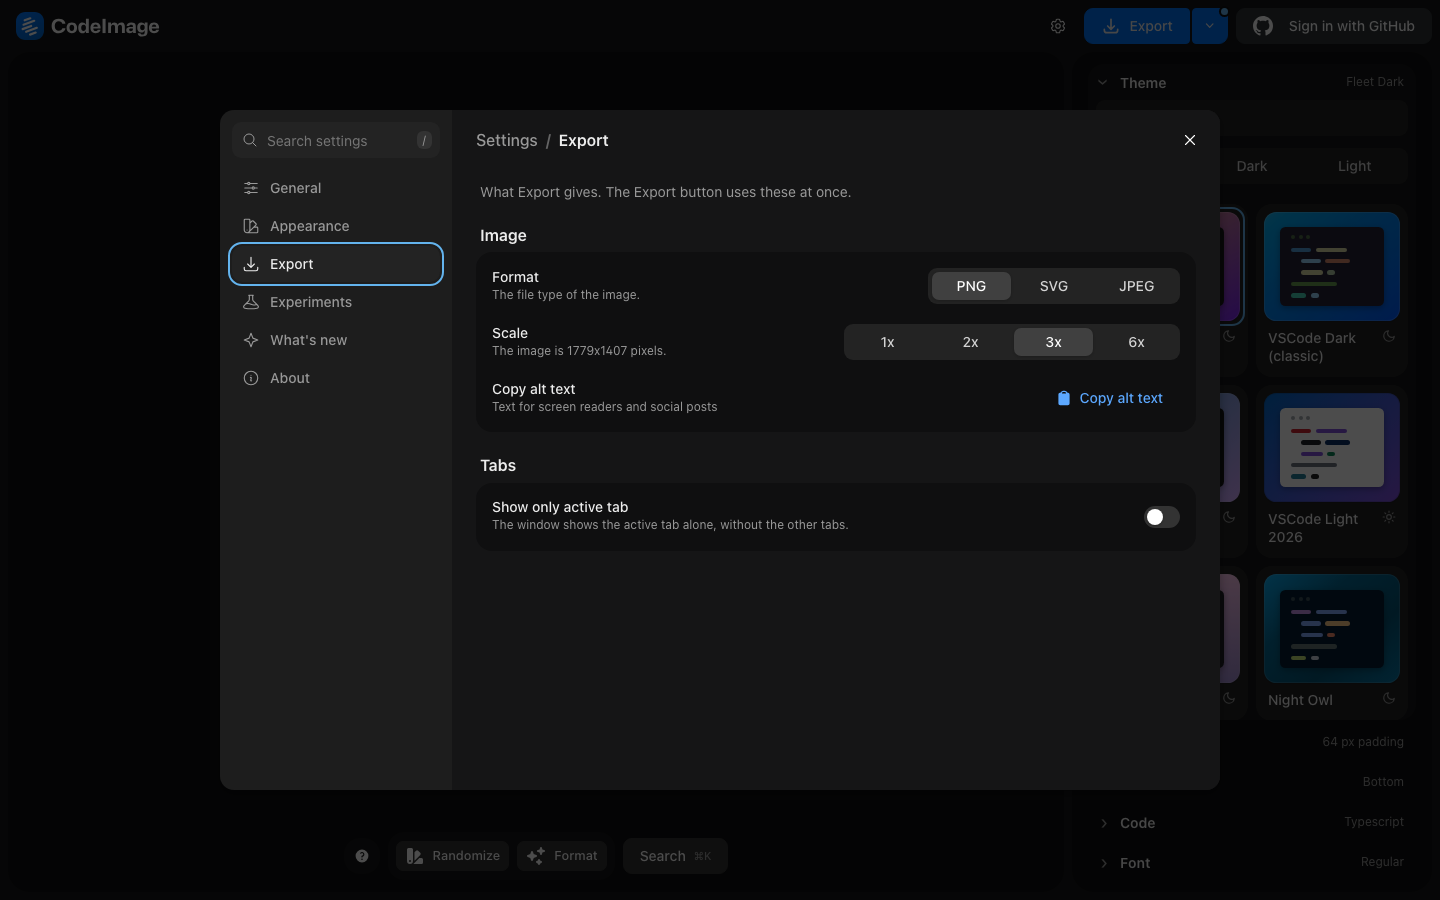 CodeImage
Export
Sign in with GitHub
Search settings /
General
Appearance
Export
Experiments
What's new
About
Settings / Export
What Export gives. The Export button uses these at once.
Image
Format
The file type of the image.
PNG SVG JPEG
Scale
The image is 1779x1407 pixels.
1x 2x 3x 6x
Copy alt text
Text for screen readers and social posts
Copy alt text
Tabs
Show only active tab
The window shows the active tab alone, without the other tabs.
Theme Fleet Dark
Dark Light
VSCode Dark
(classic)
VSCode Light
2026
Night Owl
64 px padding
Bottom
Code Typescript
Font Regular
?
Randomize
Format
Search ⌘K